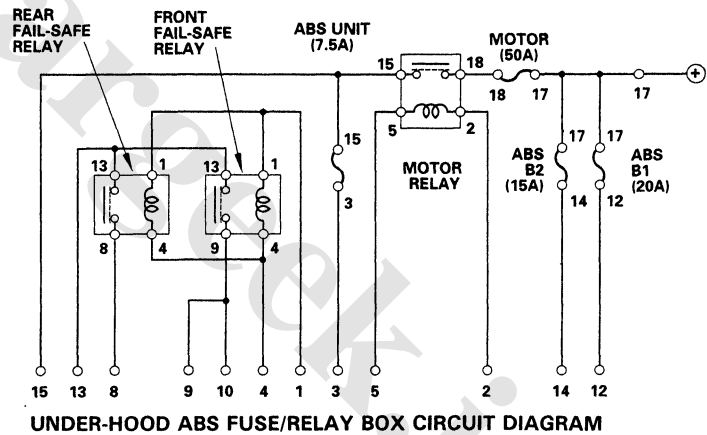 REAR
FAIL-SAFE
RELAY
FRONT
FAIL-SAFE
RELAY
ABS UNIT
(7.5A)
MOTOR
(50A)
15
18
18
17
17
+
5
2
MOTOR
RELAY
15
3
ABS
B2
(15A)
17
14
17
12
ABS
B1
(20A)
13
1
8
4
13
1
9
4
15
13
8
9
10
4
1
3
5
2
14
12
UNDER-HOOD ABS FUSE/RELAY BOX CIRCUIT DIAGRAM